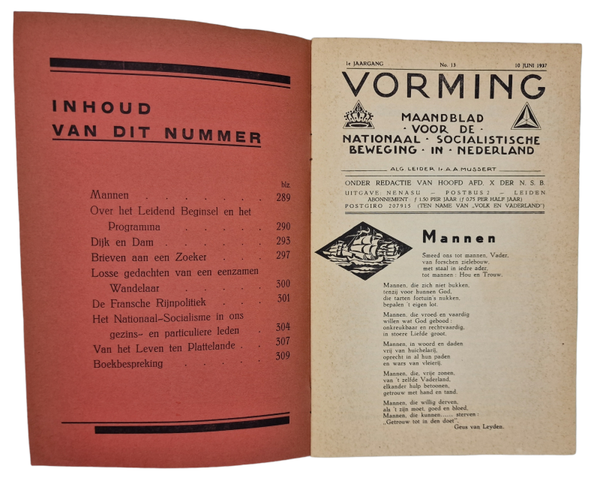 INHOUD
VAN DIT NUMMER
blz.
Mannen 289
Over het Leidend Beginsel en het
Programma 290
Dijk en Dam 293
Brieven aan een Zoeker 297
Losse gedachten van een eenzamen
Wandelaar 300
De Fransche Rijnpolitiek 301
Het Nationaal-Socialisme in ons
gezins- en particuliere leden 304
Van het Leven ten Plattelande 307
Boekbespreking 309
1e JAARGANG No. 13 10 JUNI 1937
VORMING
MAANDBLAD
· VOOR DE ·
NATIONAAL · SOCIALISTISCHE
BEWEGING · IN · NEDERLAND
ALG. LEIDER Ir A.A MUSSERT
ONDER REDACTIE VAN HOOFD AFD. X DER N. S. B.
UITGAVE NENASU - POSTBUS 2 - LEIDEN
ABONNEMENT: ƒ 1.50 PER JAAR (ƒ 0.75 PER HALF JAAR)
POSTGIRO 207915 (TEN NAME VAN „VOLK EN VADERLAND")
Mannen
Smeed ons tot mannen, Vader,
van forschen zielebouw,
met staal in iedre ader,
tot mannen: Hou en Trouw.
Mannen, die zich niet bukken,
tenzij voor hunnen God,
die tarten fortuin's nukken,
bepalen 't eigen lot.
Mannen, die vroed en vaardig
willen wat God gebood:
onkreukbaar en rechtvaardig,
in stoere Liefde groot.
Mannen, in woord en daden
vrij van huichelarij,
oprecht in al hun paden
en wars van vleierij.
Mannen, die, vrije zonen,
van 't zelfde Vaderland,
elkander hulp betoonen,
getrouw met hand en tand.
Mannen, die willig derven,
als 't zijn moet, goed en bloed,
Mannen, die kunnen...... sterven:
„Getrouw tot in den doet".
Geus van Leyden.